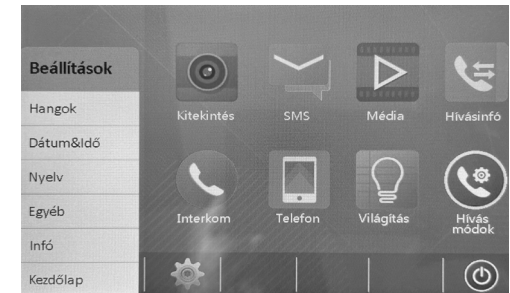 Beállítások
Hangok
Dátum&Idő
Nyelv
Egyéb
Infó
Kezdőlap
Kitekintés
SMS
Média
Hívásinfó
Interkom
Telefon
Világítás
Hívás
módok